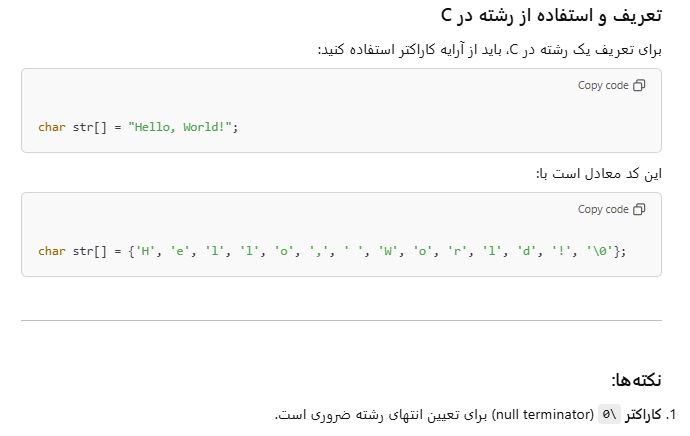 تعریف و استفاده از رشته در C
برای تعریف یک رشته در C، باید از آرایه کاراکتر استفاده کنید:
Copy code
char str[] = "Hello, World!";
این کد معادل است با:
Copy code
char str[] = {'H', 'e', 'l', 'l', 'o', ',', ' ', 'W', 'o', 'r', 'l', 'd', '!', '\0'};
نکته‌ها:
1. کاراکتر \0 (null terminator) برای تعیین انتهای رشته ضروری است.